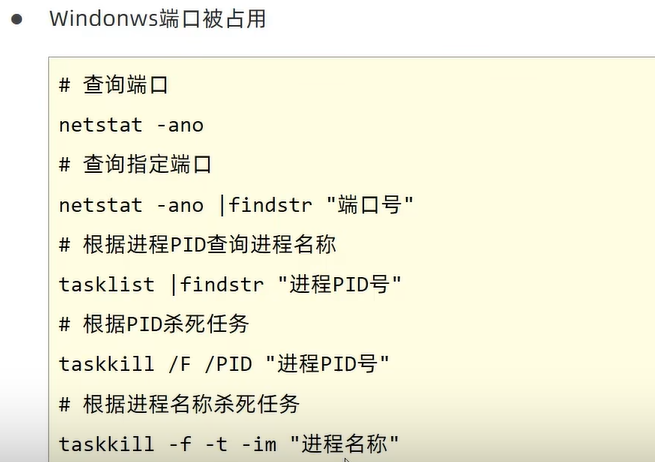 ● Windonws端口被占用
# 查询端口
netstat -ano
# 查询指定端口
netstat -ano |findstr "端口号"
# 根据进程PID查询进程名称
tasklist |findstr "进程PID号"
# 根据PID杀死任务
taskkill /F /PID "进程PID号"
# 根据进程名称杀死任务
taskkill -f -t -im "进程名称"